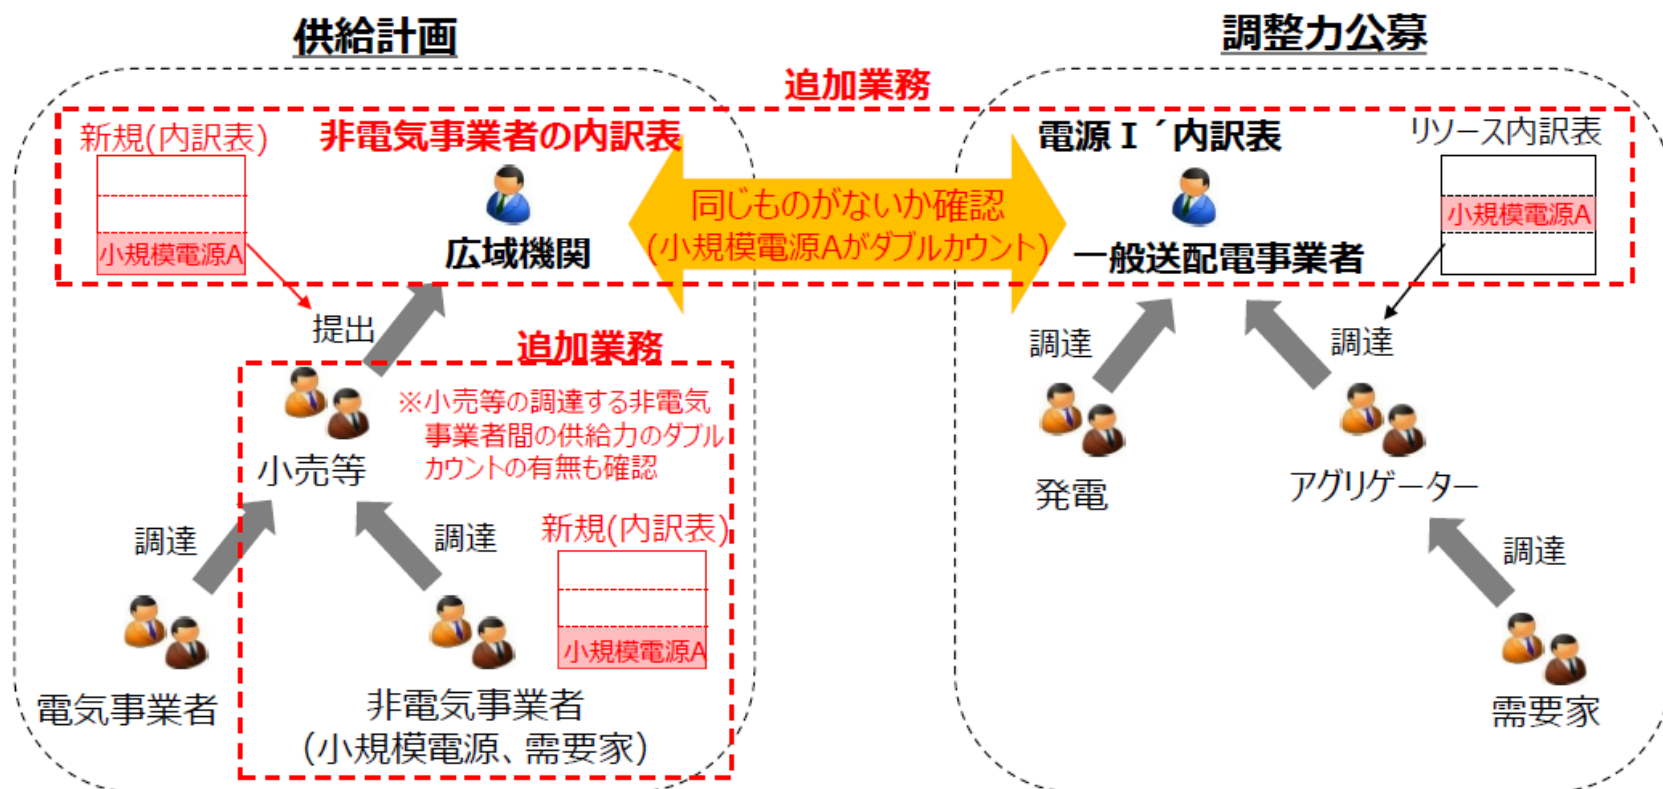 供給計画
調整力公募
追加業務
新規(内訳表)
非電気事業者の内訳表
小規模電源A
広域機関
同じものがないか確認
(小規模電源Aがダブルカウント)
電源Ⅰ´内訳表
一般送配電事業者
リソース内訳表
小規模電源A
提出
追加業務
小売等
※小売等の調達する非電気
事業者間の供給力のダブル
カウントの有無も確認
調達
調達
新規(内訳表)
小規模電源A
電気事業者
非電気事業者
(小規模電源、需要家)
調達
調達
発電
アグリゲーター
調達
需要家